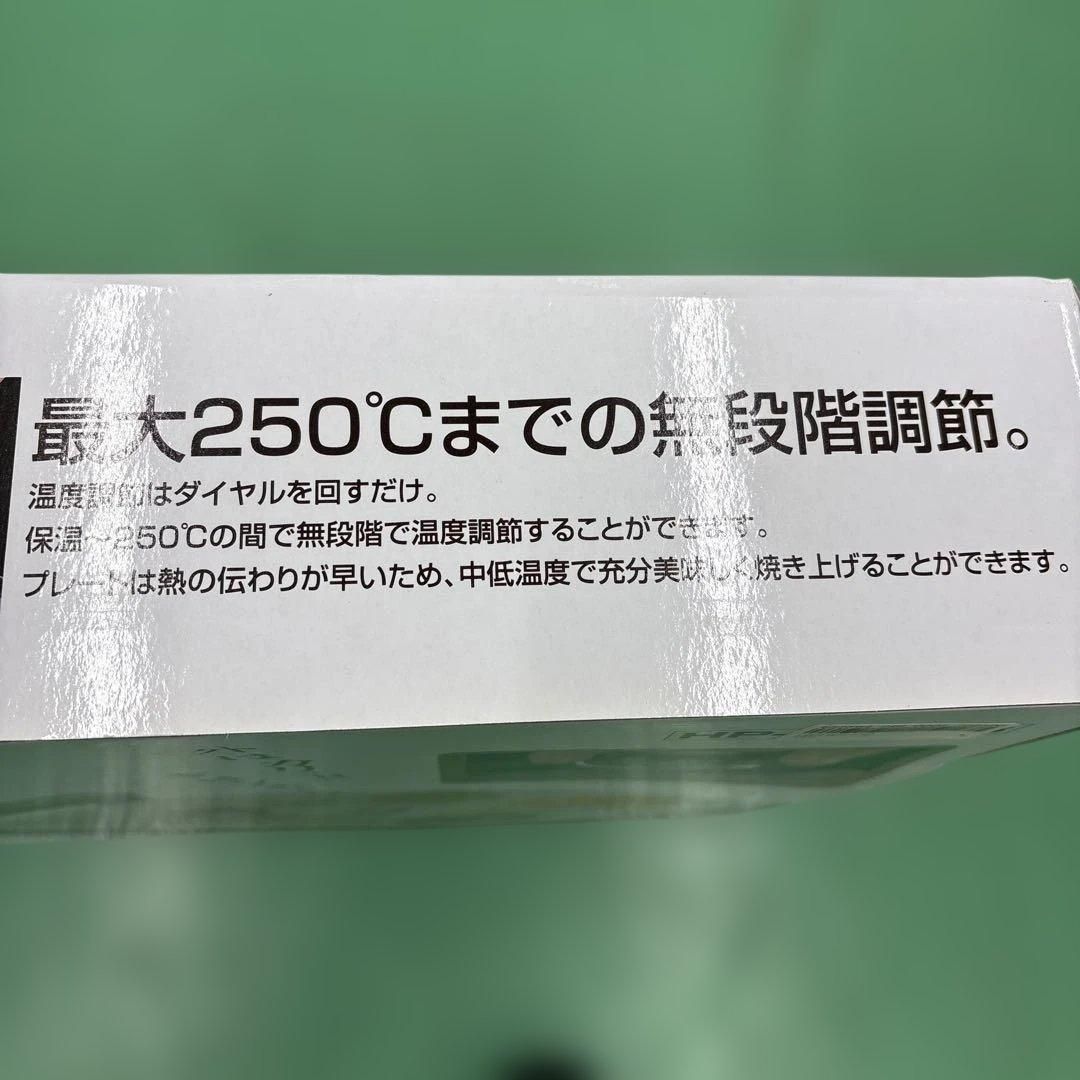 最大250℃までの無段階調節。
温度調節はダイヤルを回すだけ。
保温～250℃の間で無段階で温度調節することができます。
プレートは熱の伝わりが早いため、中低温度で充分美味しく焼き上げることができます。